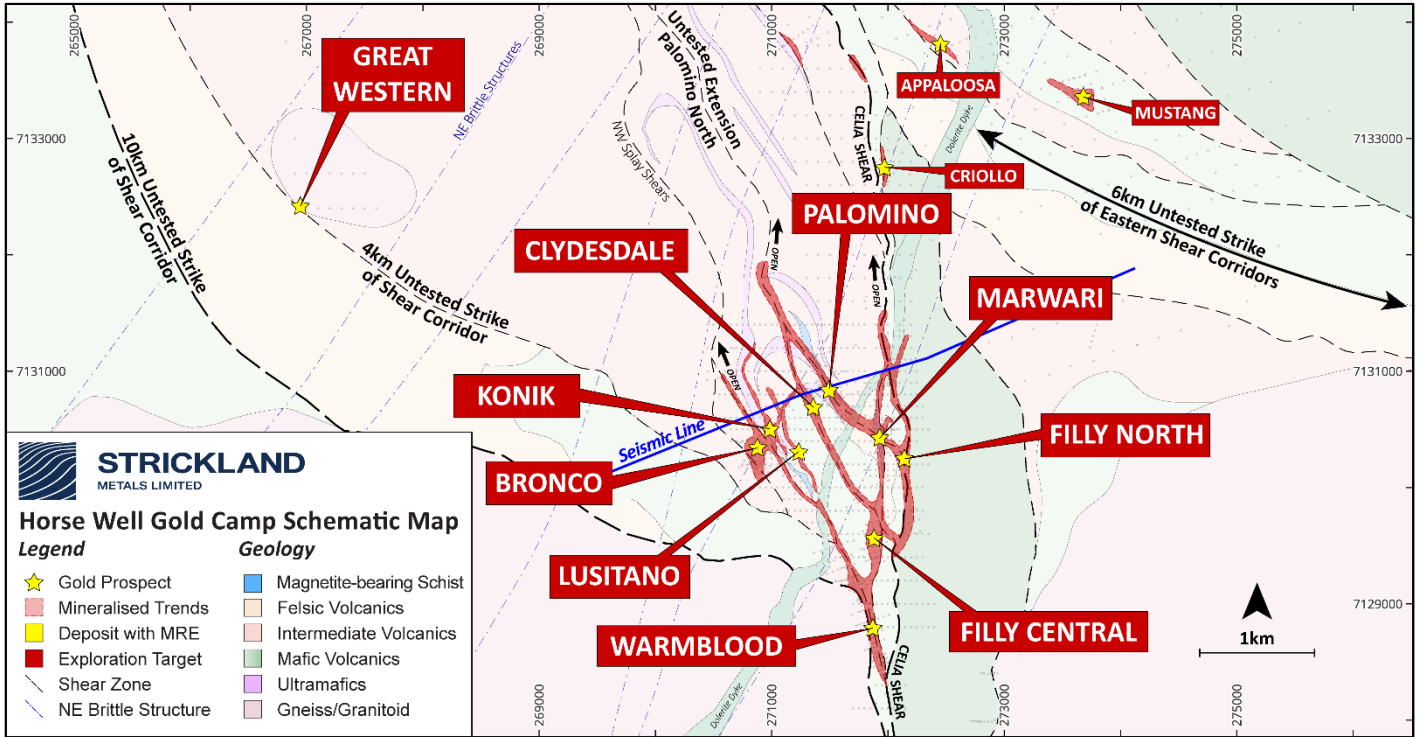 265000
267000
269000
271000
273000
275000
GREAT
WESTERN
NE Brittle Structures
Untested Extension
Palomino North
NW Splay Shears
CELIA SHEAR
Dolerite Dyke
APPALOOSA
MUSTANG
CRIOLLO
7133000
7133000
10km Untested Strike
of Shear Corridor
4km Untested Strike
of Shear Corridor
6km Untested Strike
of Eastern Shear Corridors
PALOMINO
CLYDESDALE
MARWARI
OPEN
OPEN
OPEN
7131000
7131000
KONIK
Seismic Line
BRONCO
FILLY NORTH
LUSITANO
WARMBLOOD
FILLY CENTRAL
7129000
1km
CELIA SHEAR
Dolerite Dyke
269000
271000
273000
275000
STRICKLAND
METALS LIMITED
Horse Well Gold Camp Schematic Map
Legend
Gold Prospect
Mineralised Trends
Deposit with MRE
Exploration Target
Shear Zone
NE Brittle Structure
Geology
Magnetite-bearing Schist
Felsic Volcanics
Intermediate Volcanics
Mafic Volcanics
Ultramafics
Gneiss/Granitoid